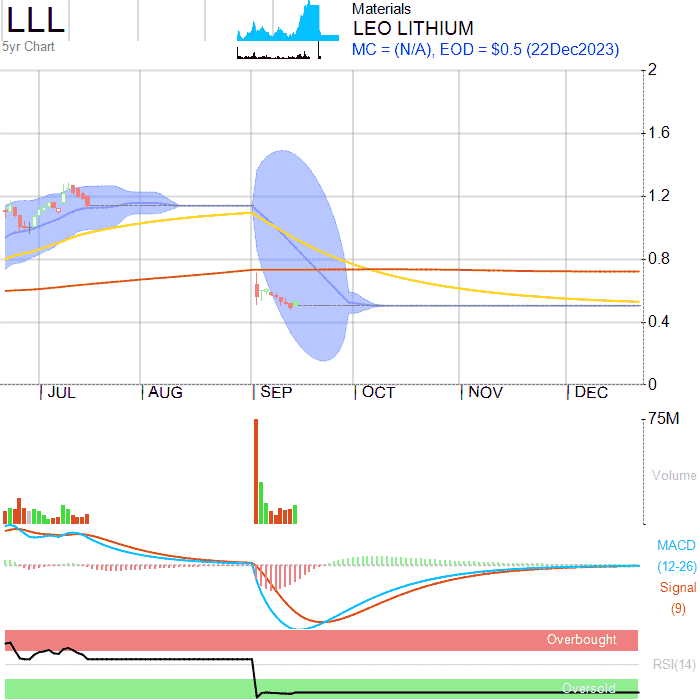 LLL
5yr Chart
Materials
LEO LITHIUM
MC = (N/A), EOD = $0.5 (22Dec2023)
2
1.6
1.2
0.8
0.4
0
JUL AUG SEP OCT NOV DEC
75M
Volume
MACD
(12-26)
Signal
(9)
Overbought
RSI(14)
Oversold